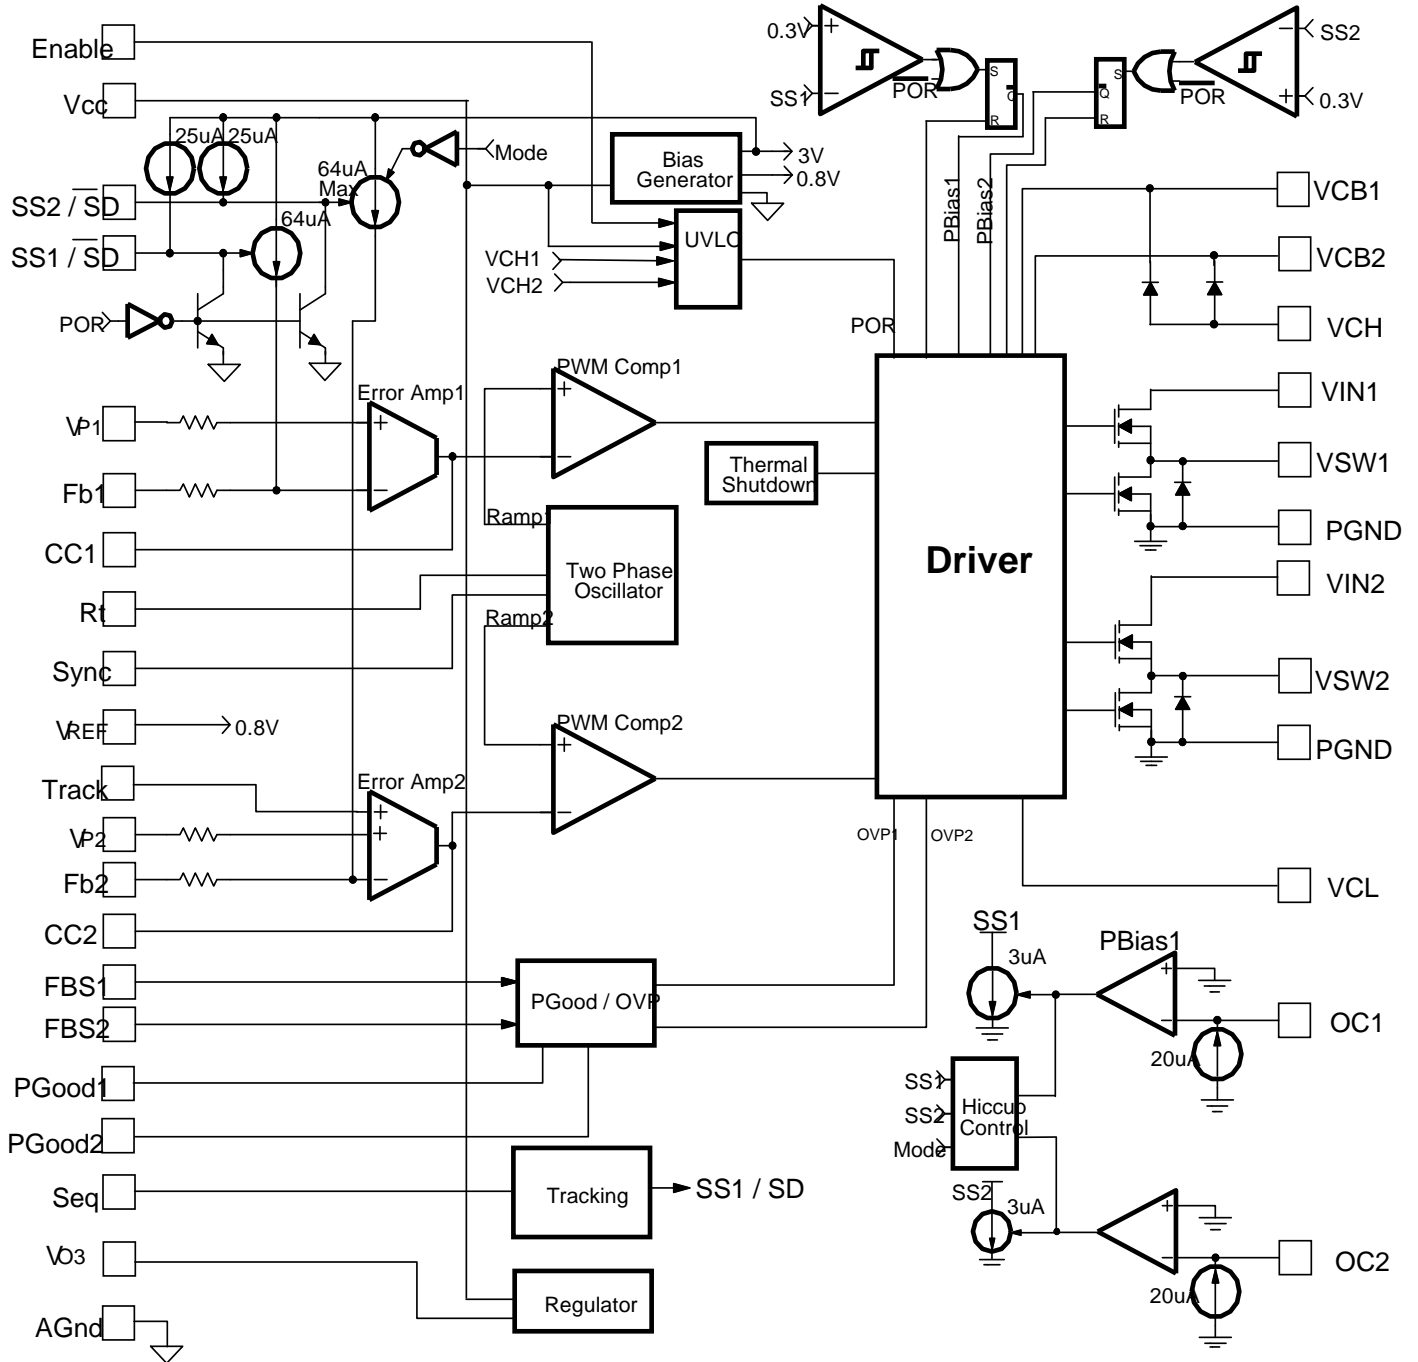 Enable
Vcc
25uA
25uA
64uA
Max
Mode
SS2 / SD
64uA
SS1 / SD
POR
VP1
Fb1
CC1
Rt
Sync
VREF
0.8V
Track
VP2
Fb2
CC2
FBS1
FBS2
PGood1
PGood2
Seq
VO3
AGnd
Bias
Generator
3V
0.8V
UVLO
VCH1
VCH2
POR
Error Amp1
PWM Comp1
Thermal
Shutdown
Ramp1
Two Phase
Oscillator
Ramp2
PWM Comp2
Error Amp2
PGood / OVP
Tracking
SS1 / SD
Regulator
0.3V
SS1
POR
S
Q
R
S
Q
R
POR
SS2
0.3V
PBias1
PBias2
Driver
OVP1
OVP2
VCB1
VCB2
VCH
VIN1
VSW1
PGND
VIN2
VSW2
PGND
VCL
SS1
3uA
PBias1
OC1
20uA
SS1
SS2
Mode
Hiccup
Control
SS2
3uA
OC2
20uA